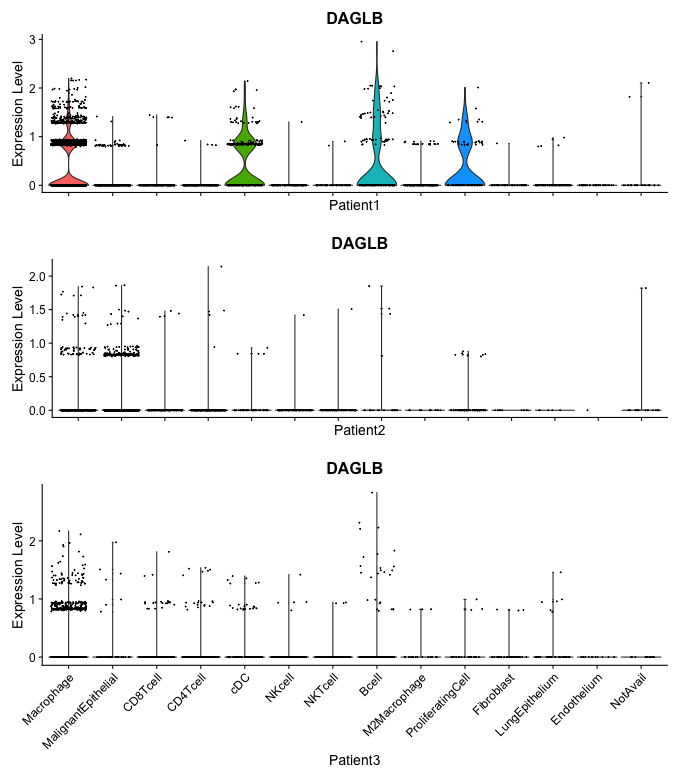 DAGLB
Expression Level
3
2
1
0
Patient1
DAGLB
Expression Level
2.0
1.5
1.0
0.5
0.0
Patient2
DAGLB
Expression Level
2
1
0
Macrophage
MalignantEpithelial
CD8Tcell
CD4Tcell
cDC
NKcell
NKTcell
Bcell
M2Macrophage
ProliferatingCell
Fibroblast
LungEpithelium
Endothelium
NotAvail
Patient3